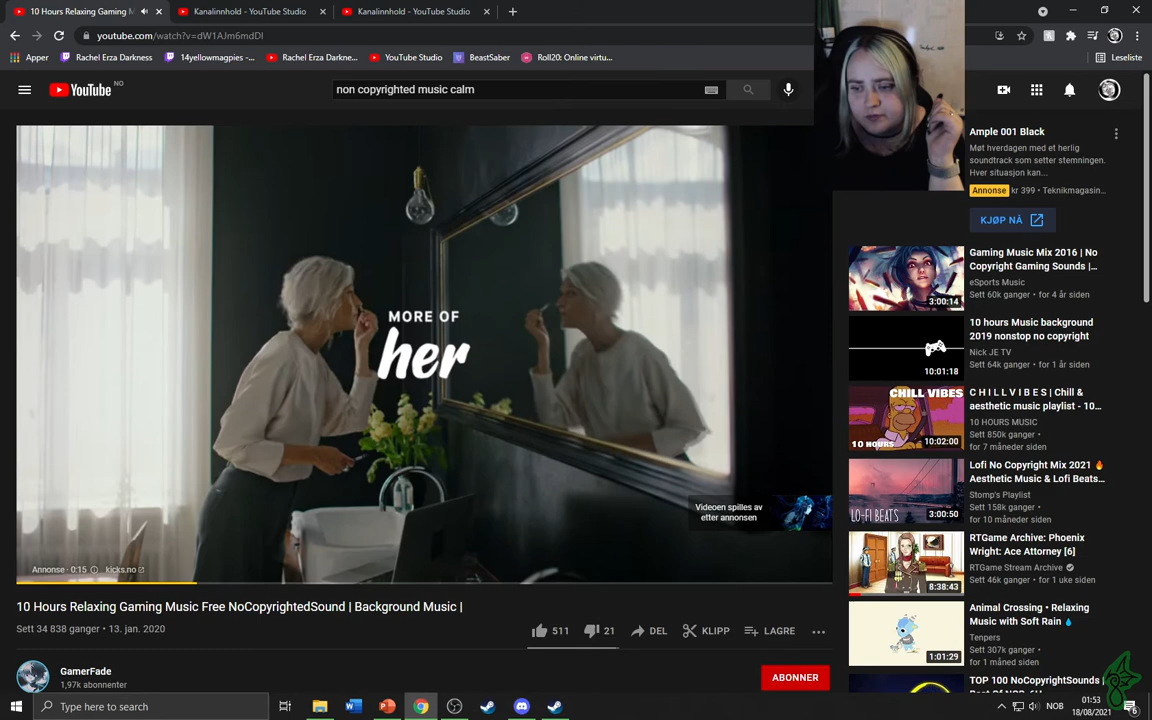 10 Hours Relaxing Gaming M
Kanalinnhold - YouTube Studio
Kanalinnhold - YouTube Studio
youtube.com/watch?v=dW1AJm6mdDI
Apper
Rachel Erza Darkness
14yellowmagpies -...
Rachel Erza Darkne...
YouTube Studio
BeastSaber
Roll20: Online virtu...
Leseliste
YouTube NO
non copyrighted music calm
MORE OF
her
Videoen spilles av
etter annonsen
Annonse · 0:15
kicks.no
10 Hours Relaxing Gaming Music Free NoCopyrightedSound | Background Music |
Sett 34 838 ganger • 13. jan. 2020
511
21
DEL
KLIPP
LAGRE
GamerFade
1,97k abonnenter
ABONNER
Ample 001 Black
Møt hverdagen med et herlig
soundtrack som setter stemningen.
Hver situasjon kan...
Annonse kr 399 • Teknikmagasin...
KJØP NÅ
3:00:14
Gaming Music Mix 2016 | No
Copyright Gaming Sounds |...
eSports Music
Sett 60k ganger • for 4 år siden
10:01:18
10 hours Music background
2019 nonstop no copyright
Nick JE TV
Sett 64k ganger • for 1 år siden
CHILL VIBES
10 HOURS
10:02:00
C H I L L V I B E S | Chill &
aesthetic music playlist - 10...
10 HOURS MUSIC
Sett 850k ganger •
for 7 måneder siden
LO-FI BEATS
3:00:50
Lofi No Copyright Mix 2021 🔥
Aesthetic Music & Lofi Beats...
Stomp's Playlist
Sett 158k ganger •
for 10 måneder siden
8:38:43
RTGame Archive: Phoenix
Wright: Ace Attorney [6]
RTGame Stream Archive
Sett 46k ganger • for 1 uke siden
1:01:29
Animal Crossing • Relaxing
Music with Soft Rain 💧
Tenpers
Sett 307k ganger •
for 1 måned siden
TOP 100 NoCopyrightSounds |
Type here to search
NOB
01:53
18/08/2021
6